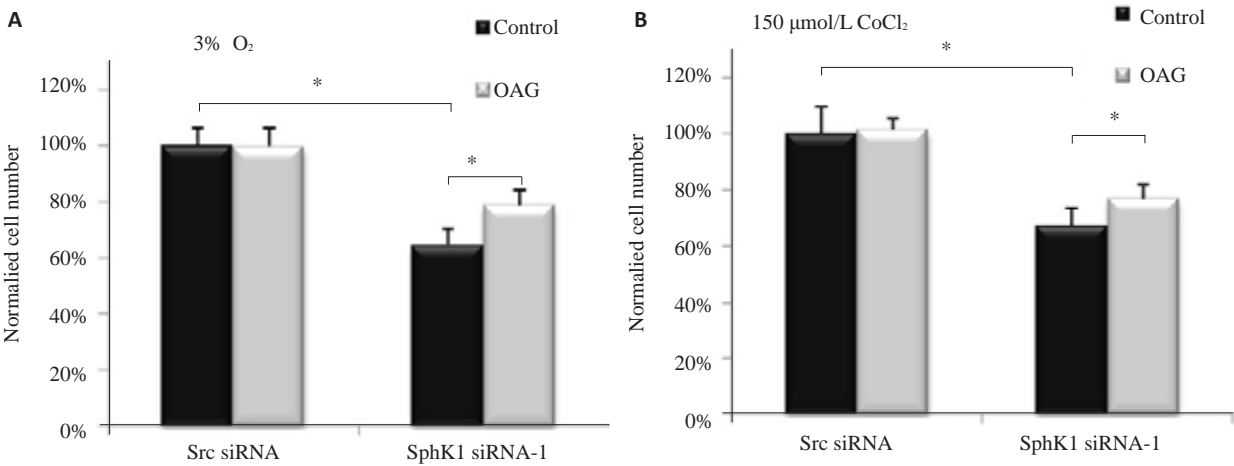 A
3% O₂
Control
OAG
*
*
Normalied cell number
120%
100%
80%
60%
40%
20%
0%
Src siRNA
SphK1 siRNA-1
B
150 μmol/L CoCl₂
Control
OAG
*
*
Normalied cell number
120%
100%
80%
60%
40%
20%
0%
Src siRNA
SphK1 siRNA-1